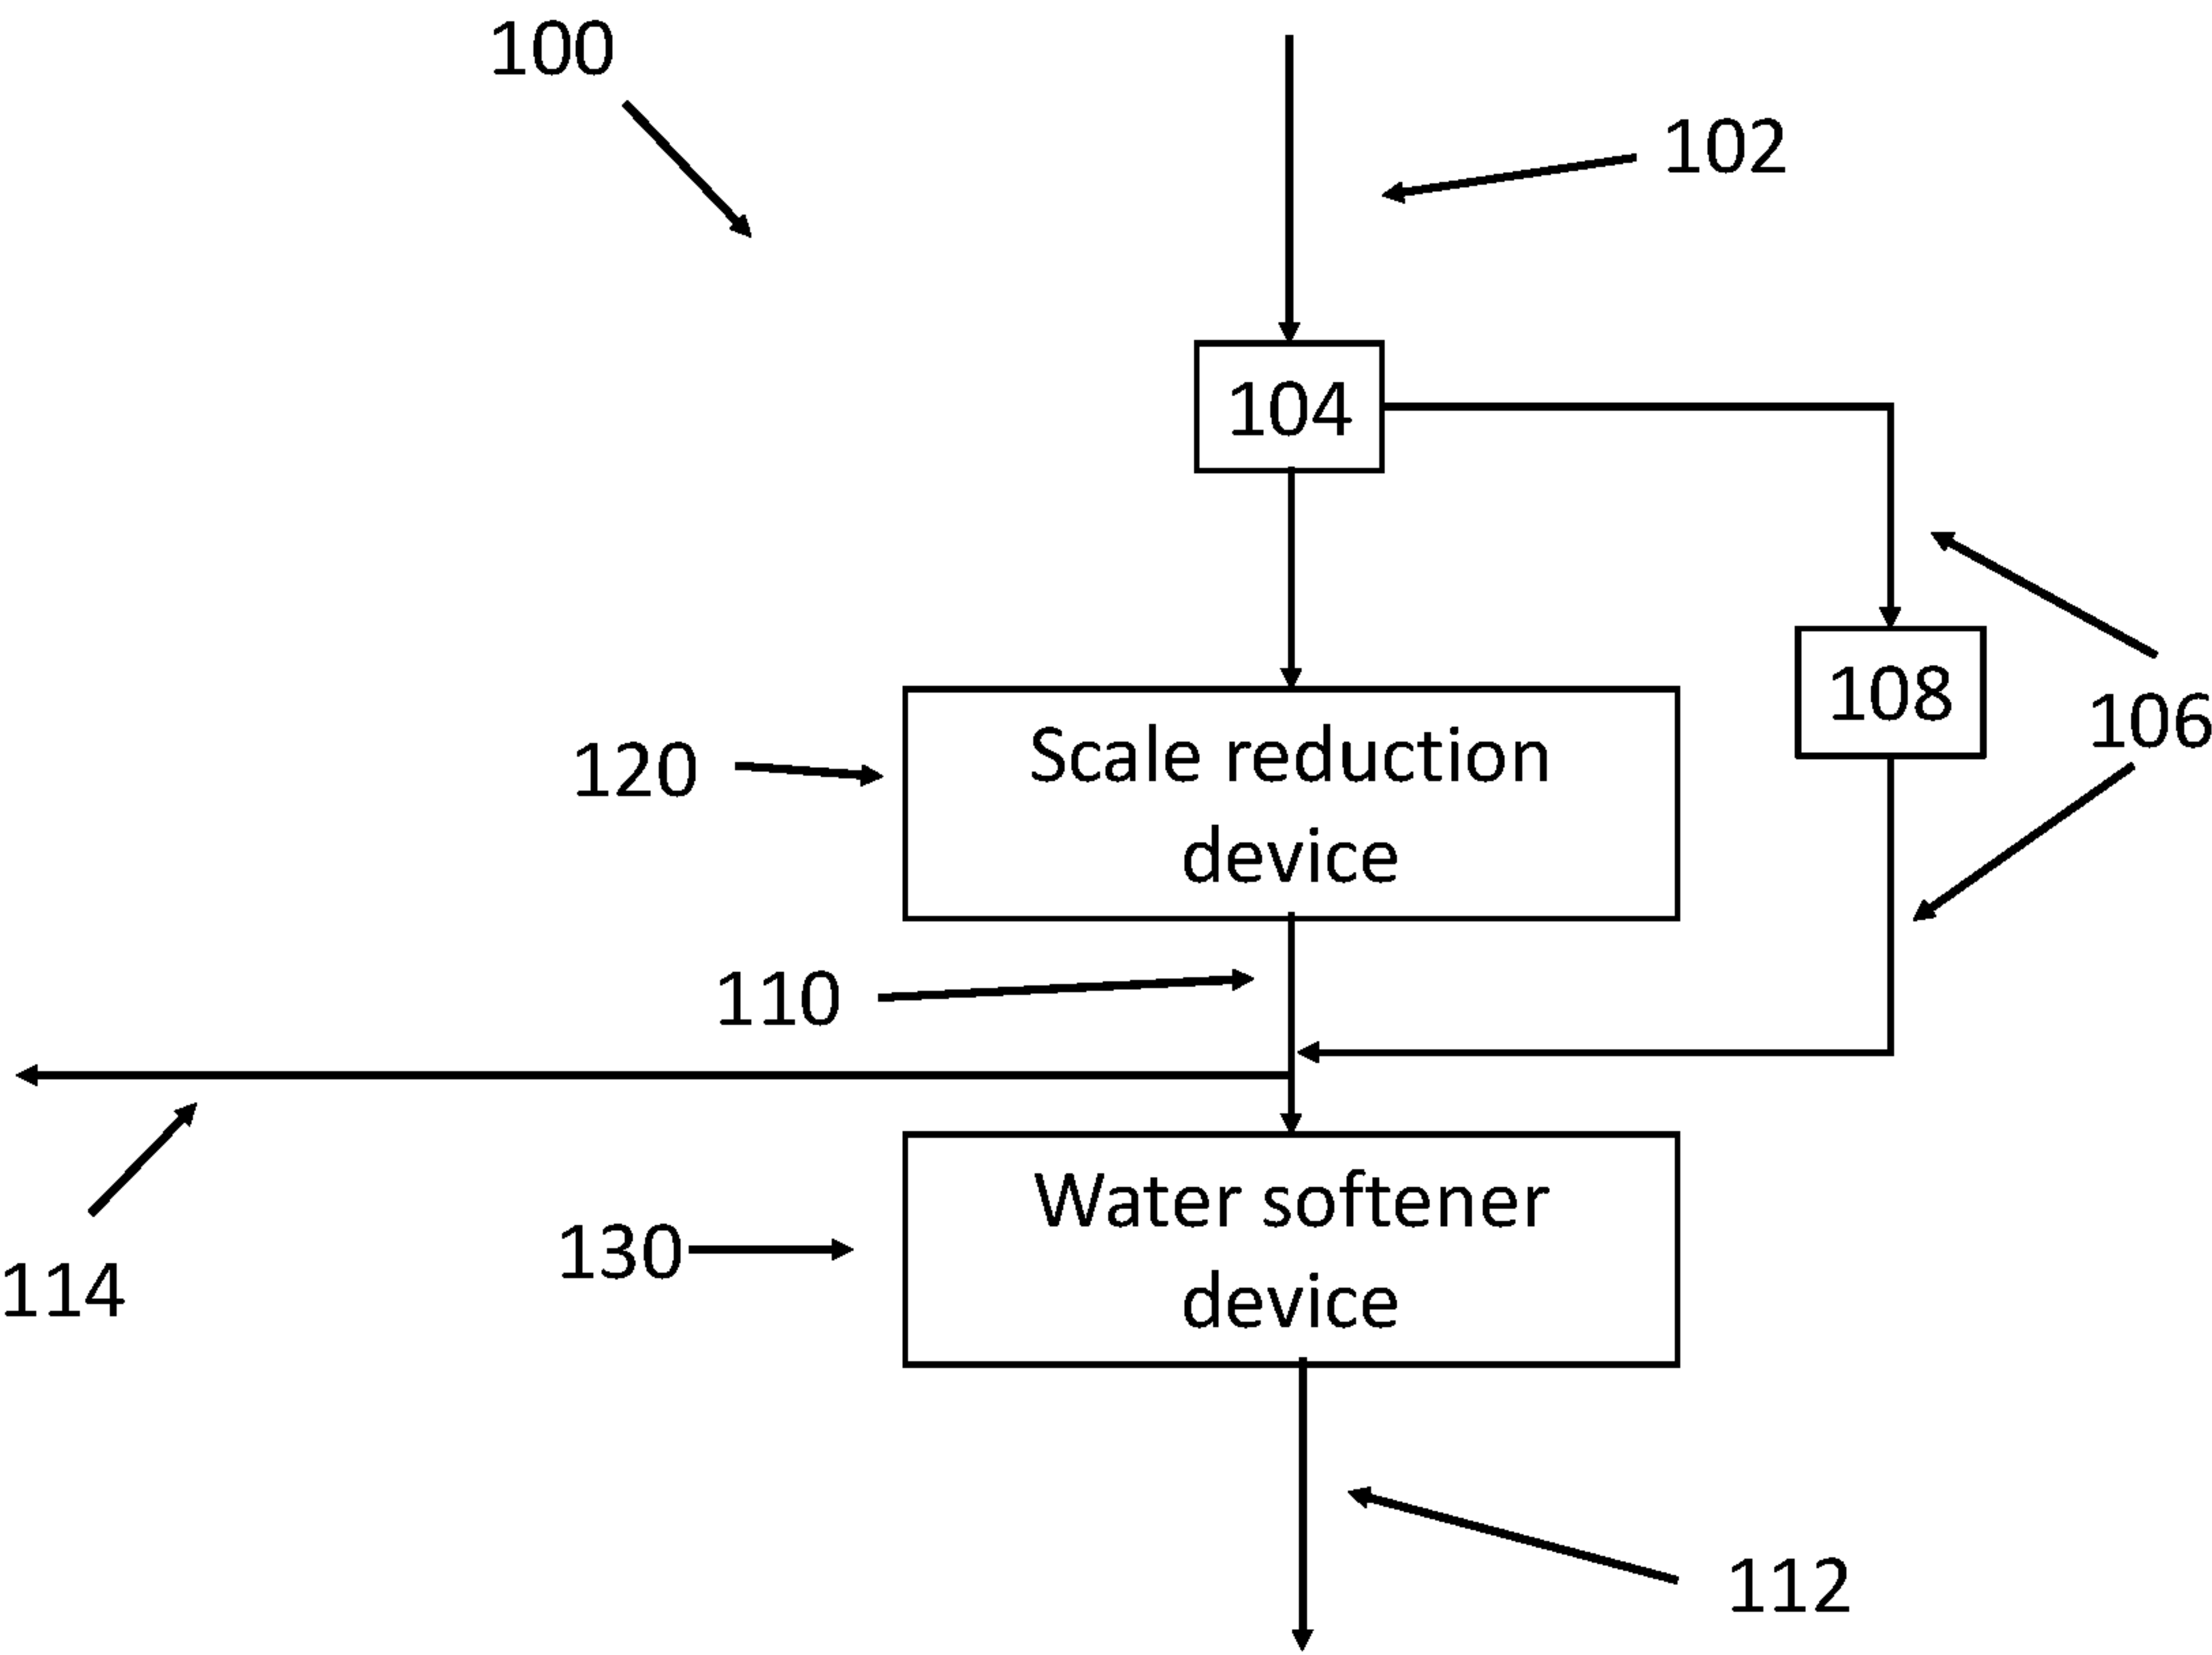 100
102
104
108
106
Scale reduction
device
120
110
114
Water softener
device
130
112